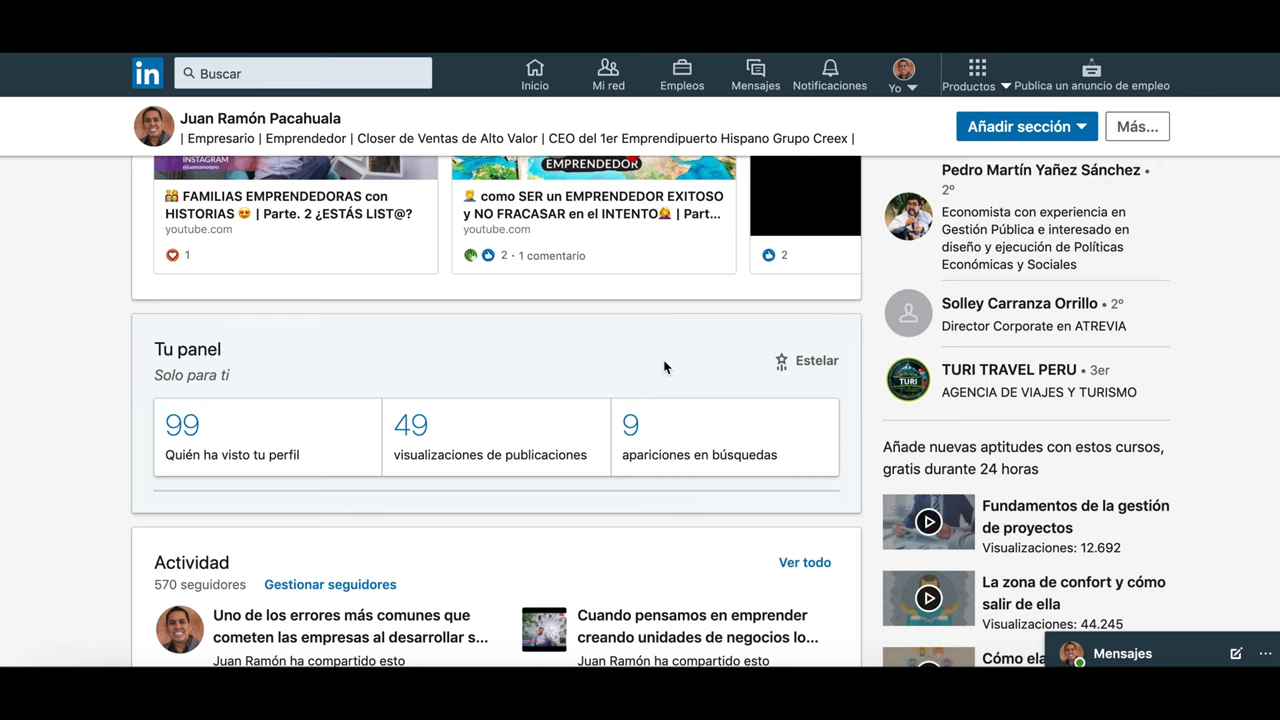 in
Buscar
Inicio
Mi red
Empleos
Mensajes
Notificaciones
Yo
Productos
Publica un anuncio de empleo
Juan Ramón Pacahuala
| Empresario | Emprendedor | Closer de Ventas de Alto Valor | CEO del 1er Emprendipuerto Hispano Grupo Creex |
Añadir sección
Más...
INSTAGRAM
@juanramonpro
👨‍👩‍👧‍👦 FAMILIAS EMPRENDEDORAS con
HISTORIAS 😍 | Parte. 2 ¿ESTÁS LIST@?
youtube.com
1
EMPRENDEDOR
🤦‍♂️ como SER un EMPRENDEDOR EXITOSO
y NO FRACASAR en el INTENTO🙋‍♀️ | Part...
youtube.com
2 · 1 comentario
2
Tu panel
Solo para ti
Estelar
99
Quién ha visto tu perfil
49
visualizaciones de publicaciones
9
apariciones en búsquedas
Actividad
Ver todo
570 seguidores
Gestionar seguidores
Uno de los errores más comunes que
cometen las empresas al desarrollar s...
Juan Ramón ha compartido esto
Cuando pensamos en emprender
creando unidades de negocios lo...
Juan Ramón ha compartido esto
Pedro Martín Yañez Sánchez •
2º
Economista con experiencia en
Gestión Pública e interesado en
diseño y ejecución de Políticas
Económicas y Sociales
Solley Carranza Orrillo • 2º
Director Corporate en ATREVIA
TURI
TURI TRAVEL PERU • 3er
AGENCIA DE VIAJES Y TURISMO
Añade nuevas aptitudes con estos cursos,
gratis durante 24 horas
Fundamentos de la gestión
de proyectos
Visualizaciones: 12.692
La zona de confort y cómo
salir de ella
Visualizaciones: 44.245
Cómo ela
Mensajes